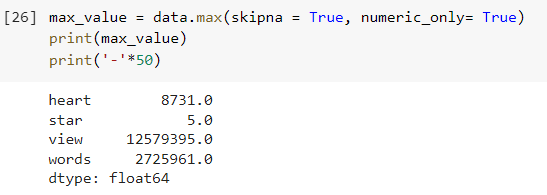 [26] max_value = data.max(skipna = True, numeric_only= True)
print(max_value)
print('-'*50)
heart 8731.0
star 5.0
view 12579395.0
words 2725961.0
dtype: float64